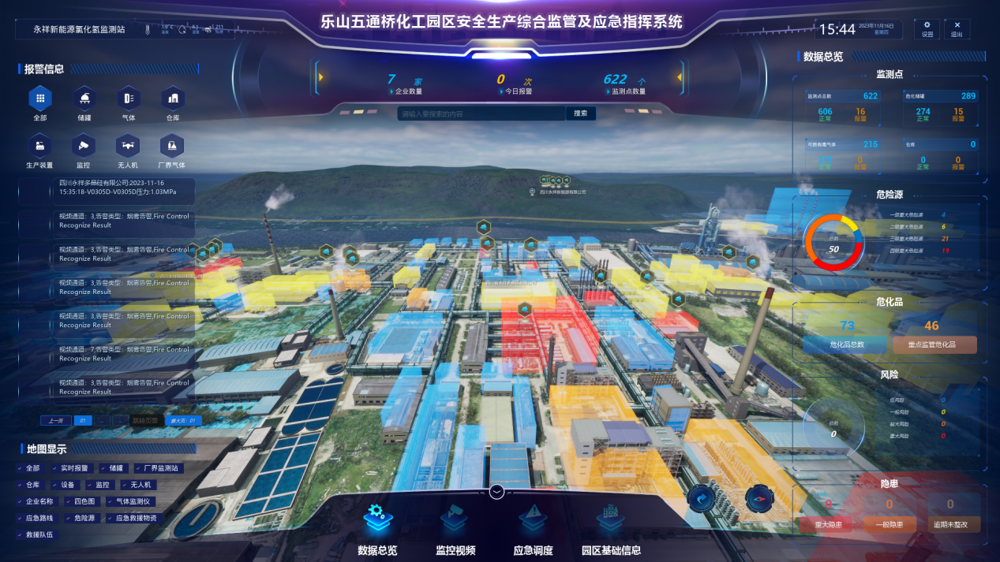 乐山五通桥化工园区安全生产综合监管及应急指挥系统
永祥新能源氯化氢监测站
15:44
2023年11月16日
星期四
设置
退出
报警信息
全部
储罐
气体
仓库
生产装置
监控
无人机
厂界气体
四川永祥多晶硅有限公司:2023-11-16
15:35:18-V0305D-V0305D压力:1.03MPa
视频通道：3,告警类型：烟雾告警,Fire Control
Recognize Result
视频通道：3,告警类型：烟雾告警,Fire Control
Recognize Result
视频通道：3,告警类型：烟雾告警,Fire Control
Recognize Result
视频通道：3,告警类型：烟雾告警,Fire Control
Recognize Result
视频通道：7,告警类型：烟雾告警,Fire Control
Recognize Result
视频通道：3,告警类型：烟雾告警,Fire Control
Recognize Result
上一页
01
跳转页面
最大页：01
地图显示
全部
实时报警
储罐
厂界监测站
仓库
设备
监控
无人机
企业名称
四色图
气体监测仪
应急路线
危险源
应急救援物资
救援队伍
7 家
企业数量
0 次
今日报警
622 个
监测点数量
请输入要搜索的内容
搜索
四川永祥新能源有限公司
数据总览
监控视频
应急调度
园区基础信息
数据总览
监测点
监测点总数 622
606 16
正常 报警
危化储罐 289
274 15
正常 报警
可燃有毒气体 215
215 0
正常 报警
仓库 0
0 0
正常 报警
危险源
总数
50
一级重大危险源 4
二级重大危险源 6
三级重大危险源 21
四级重大危险源 19
危化品
73
危化品总数
46
重点监管危化品
风险
总数
0
低风险 0
一般风险 0
较大风险 0
重大风险 0
隐患
0
重大隐患
0
一般隐患
0
逾期未整改